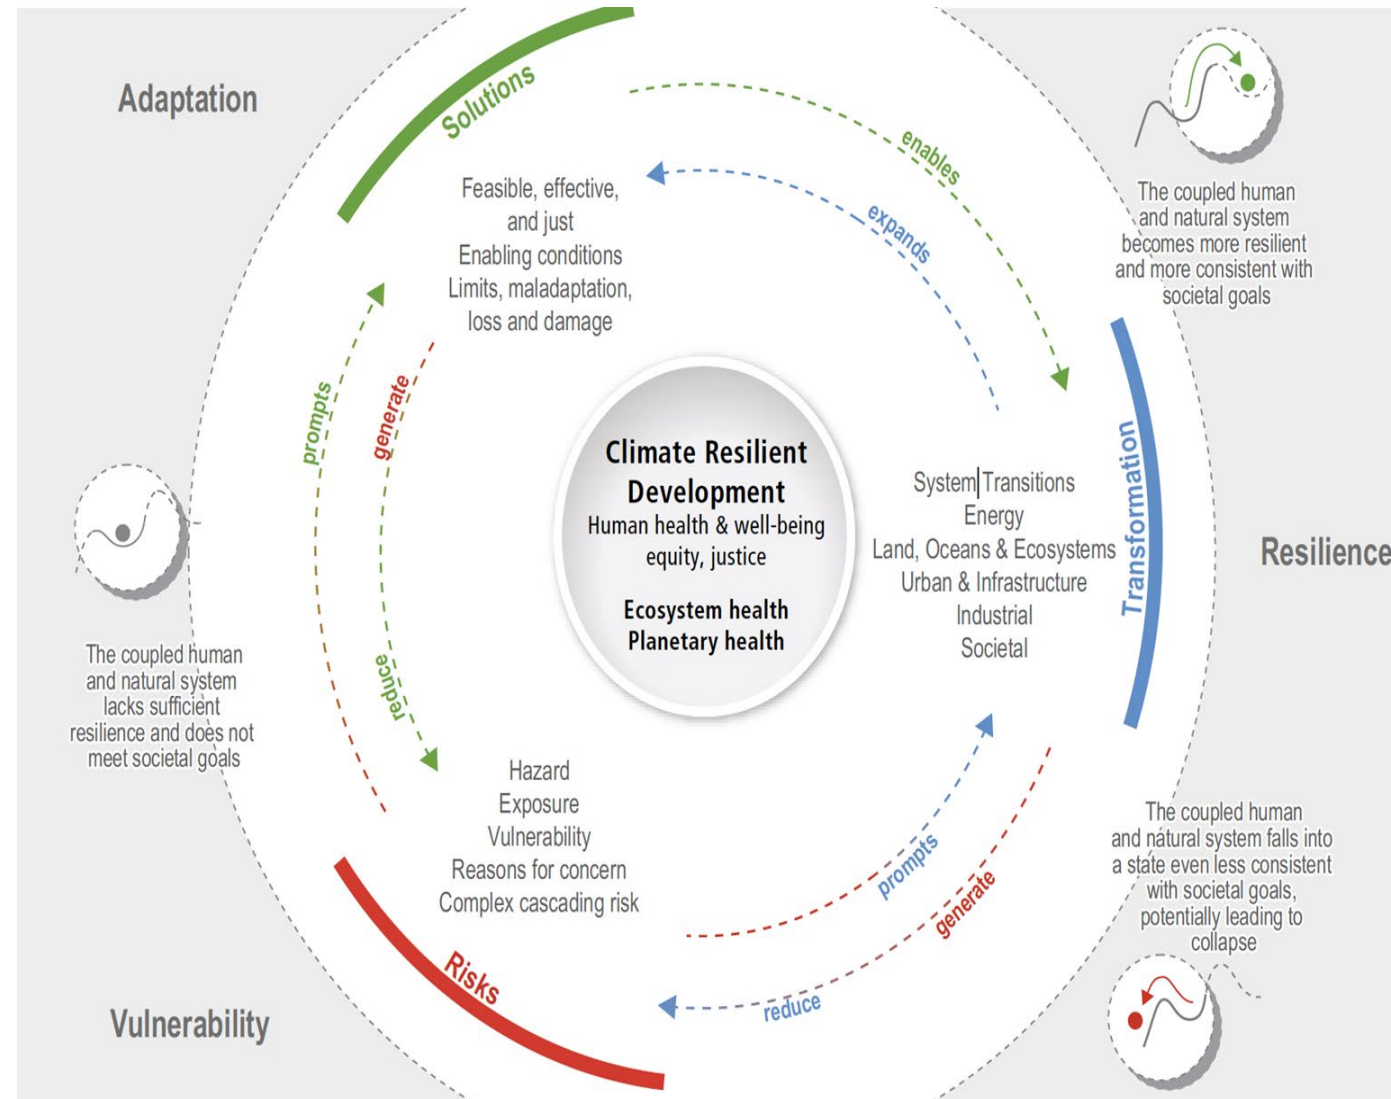 Adaptation
Solutions
Feasible, effective,
and just
Enabling conditions
Limits, maladaptation,
loss and damage
enables
expands
The coupled human
and natural system
becomes more resilient
and more consistent with
societal goals
prompts
generate
reduce
Climate Resilient
Development
Human health & well-being
equity, justice
Ecosystem health
Planetary health
System Transitions
Energy
Land, Oceans & Ecosystems
Urban & Infrastructure
Industrial
Societal
Transformation
Resilience
The coupled human
and natural system
lacks sufficient
resilience and does not
meet societal goals
Hazard
Exposure
Vulnerability
Reasons for concern
Complex cascading risk
prompts
generate
reduce
The coupled human
and natural system falls into
a state even less consistent
with societal goals,
potentially leading to
collapse
Risks
Vulnerability